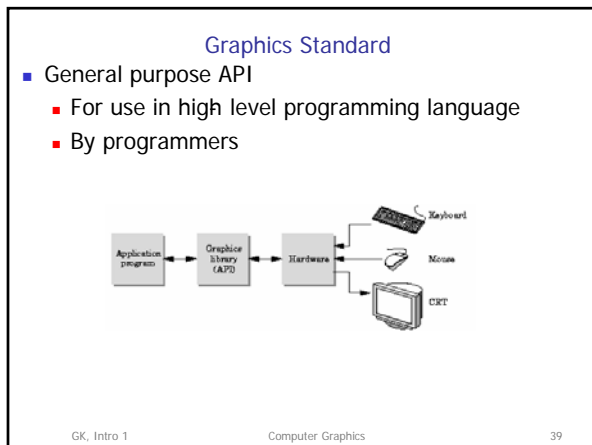 Graphics Standard
General purpose API
For use in high level programming language
By programmers
Application program
Graphics library (API)
Hardware
Keyboard
Mouse
CRT
GK, Intro 1 Computer Graphics 39